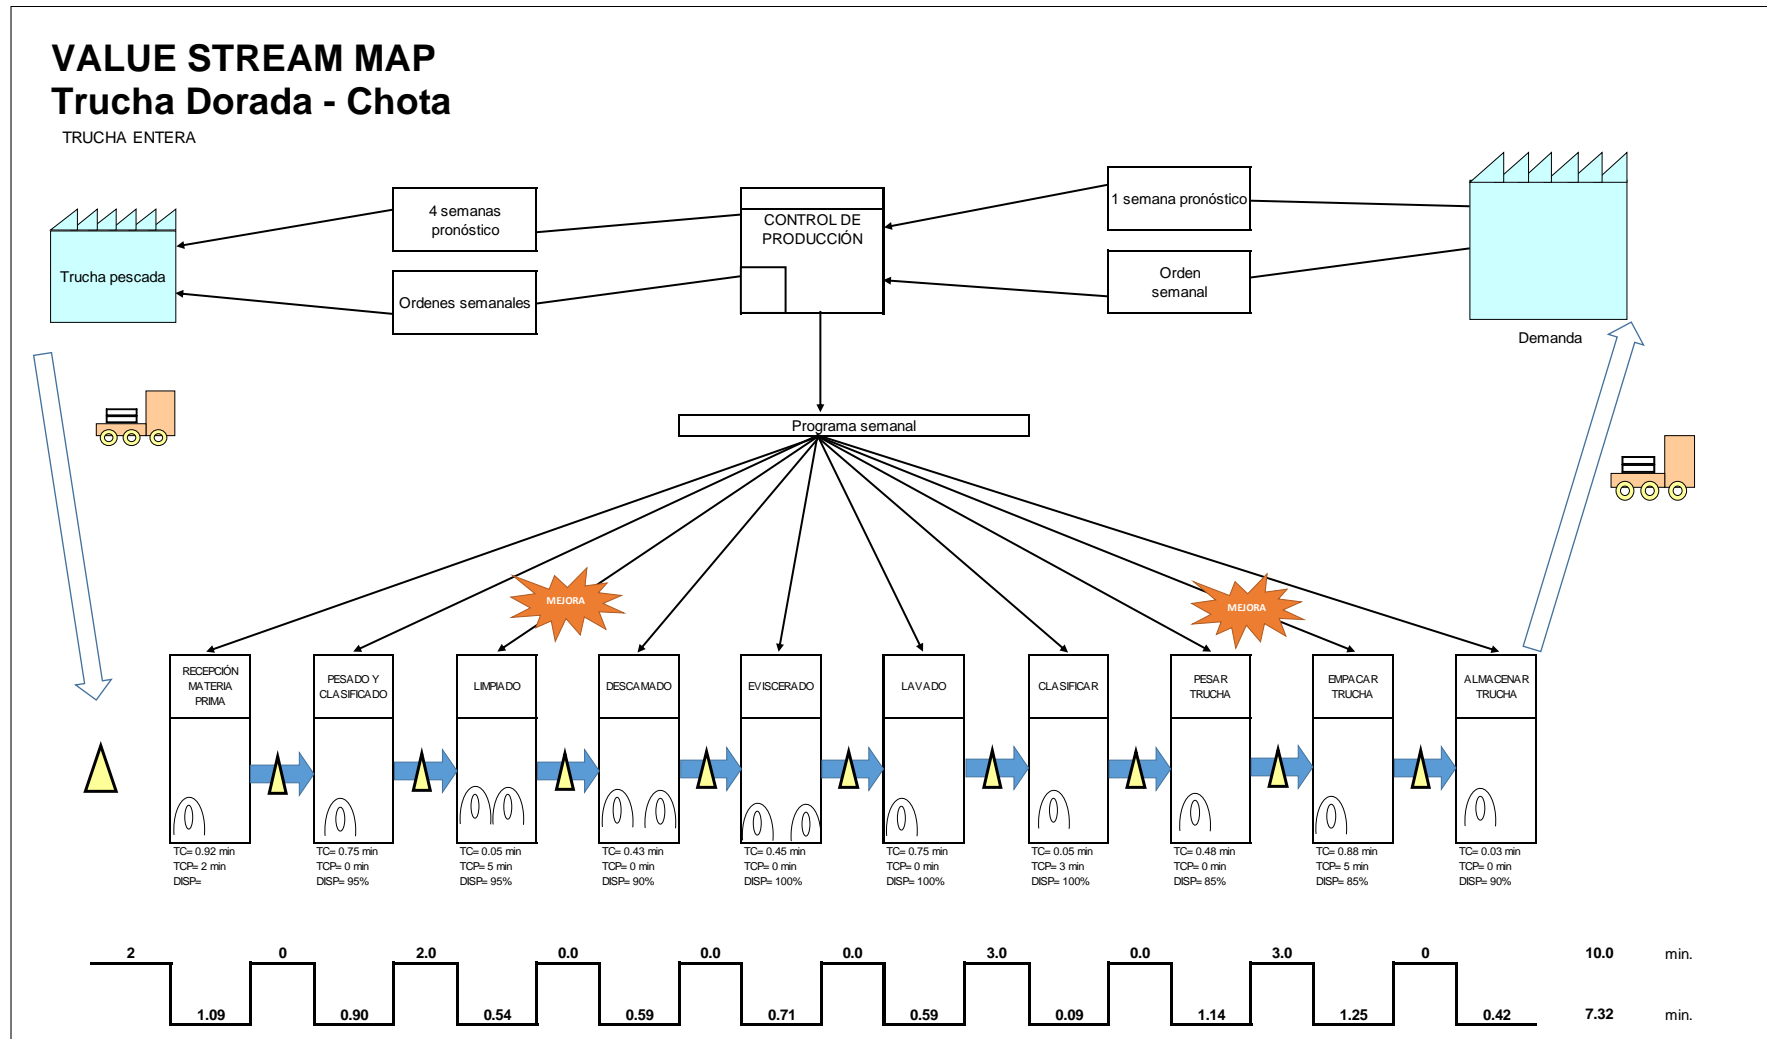 VALUE STREAM MAP
Trucha Dorada - Chota
TRUCHA ENTERA
4 semanas
pronóstico
CONTROL DE
PRODUCCIÓN
1 semana pronóstico
Trucha pescada
Ordenes semanales
Orden
semanal
Demanda
Programa semanal
MEJORA
MEJORA
RECEPCIÓN
MATERIA
PRIMA
PESADO Y
CLASIFICADO
LIMPIADO
DESCAMADO
EVISCERADO
LAVADO
CLASIFICAR
PESAR
TRUCHA
EMPACAR
TRUCHA
ALMACENAR
TRUCHA
TC= 0.92 min
TCP= 2 min
DISP=
TC= 0.75 min
TCP= 0 min
DISP= 95%
TC= 0.05 min
TCP= 5 min
DISP= 95%
TC= 0.43 min
TCP= 0 min
DISP= 90%
TC= 0.45 min
TCP= 0 min
DISP= 100%
TC= 0.75 min
TCP= 0 min
DISP= 100%
TC= 0.05 min
TCP= 3 min
DISP= 100%
TC= 0.48 min
TCP= 0 min
DISP= 85%
TC= 0.88 min
TCP= 5 min
DISP= 85%
TC= 0.03 min
TCP= 0 min
DISP= 90%
2 0 2.0 0.0 0.0 0.0 3.0 0.0 3.0 0 10.0 min.
1.09 0.90 0.54 0.59 0.71 0.59 0.09 1.14 1.25 0.42 7.32 min.